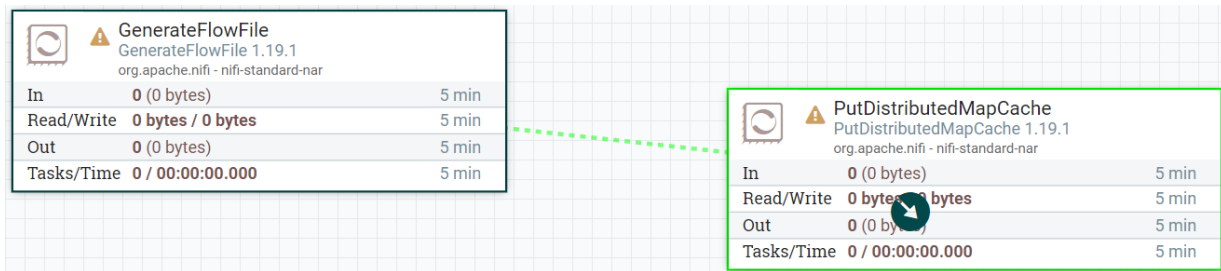 GenerateFlowFile
GenerateFlowFile 1.19.1
org.apache.nifi - nifi-standard-nar
In 0 (0 bytes) 5 min
Read/Write 0 bytes / 0 bytes 5 min
Out 0 (0 bytes) 5 min
Tasks/Time 0 / 00:00:00.000 5 min
PutDistributedMapCache
PutDistributedMapCache 1.19.1
org.apache.nifi - nifi-standard-nar
In 0 (0 bytes) 5 min
Read/Write 0 bytes bytes 5 min
Out 0 (0 5 min
Tasks/Time 0 / 00:00:00.000 5 min